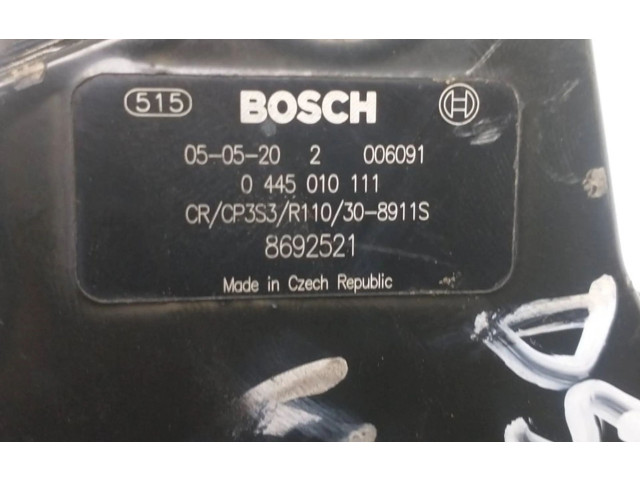 515 BOSCH
05-05-20 2 006091
0 445 010 111
CR/CP3S3/R110/30-8911S
8692521
Made in Czech Republic